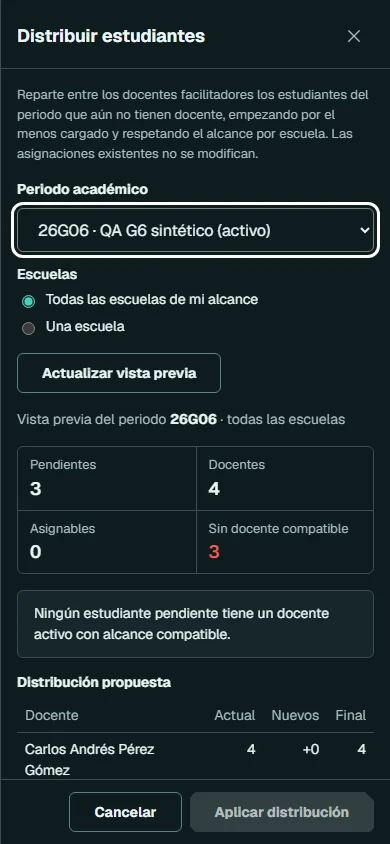 Distribuir estudiantes
Reparte entre los docentes facilitadores los estudiantes del
periodo que aún no tienen docente, empezando por el
menos cargado y respetando el alcance por escuela. Las
asignaciones existentes no se modifican.
Periodo académico
26G06 · QA G6 sintético (activo)
Escuelas
Todas las escuelas de mi alcance
Una escuela
Actualizar vista previa
Vista previa del periodo 26G06 · todas las escuelas
Pendientes
3
Docentes
4
Asignables
0
Sin docente compatible
3
Ningún estudiante pendiente tiene un docente
activo con alcance compatible.
Distribución propuesta
Docente Actual Nuevos Final
Carlos Andrés Pérez 4 +0 4
Gómez
Cancelar
Aplicar distribución